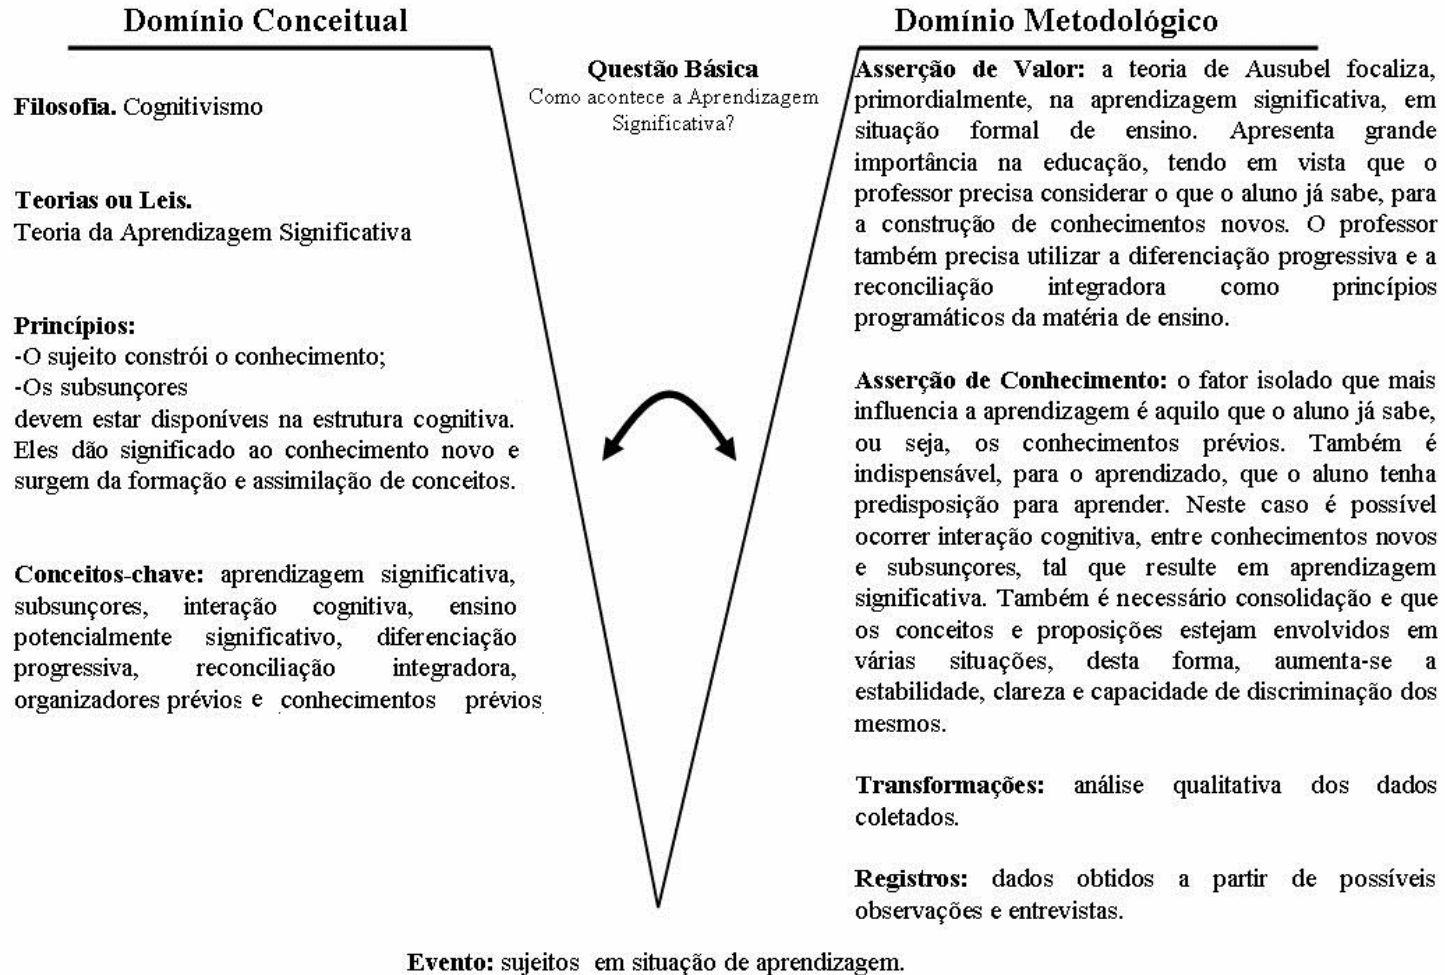 Domínio Conceitual
Filosofia. Cognitivismo
Teorias ou Leis.
Teoria da Aprendizagem Significativa
Princípios:
-O sujeito constrói o conhecimento;
-Os subsunçores
devem estar disponíveis na estrutura cognitiva.
Eles dão significado ao conhecimento novo e
surgem da formação e assimilação de conceitos.
Conceitos-chave: aprendizagem significativa,
subsunçores, interação cognitiva, ensino
potencialmente significativo, diferenciação
progressiva, reconciliação integradora,
organizadores prévios e conhecimentos prévios
Questão Básica
Como acontece a Aprendizagem
Significativa?
Domínio Metodológico
Asserção de Valor: a teoria de Ausubel focaliza,
primordialmente, na aprendizagem significativa, em
situação formal de ensino. Apresenta grande
importância na educação, tendo em vista que o
professor precisa considerar o que o aluno já sabe, para
a construção de conhecimentos novos. O professor
também precisa utilizar a diferenciação progressiva e a
reconciliação integradora como princípios
programáticos da matéria de ensino.
Asserção de Conhecimento: o fator isolado que mais
influencia a aprendizagem é aquilo que o aluno já sabe,
ou seja, os conhecimentos prévios. Também é
indispensável, para o aprendizado, que o aluno tenha
predisposição para aprender. Neste caso é possível
ocorrer interação cognitiva, entre conhecimentos novos
e subsunçores, tal que resulte em aprendizagem
significativa. Também é necessário consolidação e que
os conceitos e proposições estejam envolvidos em
várias situações, desta forma, aumenta-se a
estabilidade, clareza e capacidade de discriminação dos
mesmos.
Transformações: análise qualitativa dos dados
coletados.
Registros: dados obtidos a partir de possíveis
observações e entrevistas.
Evento: sujeitos em situação de aprendizagem.